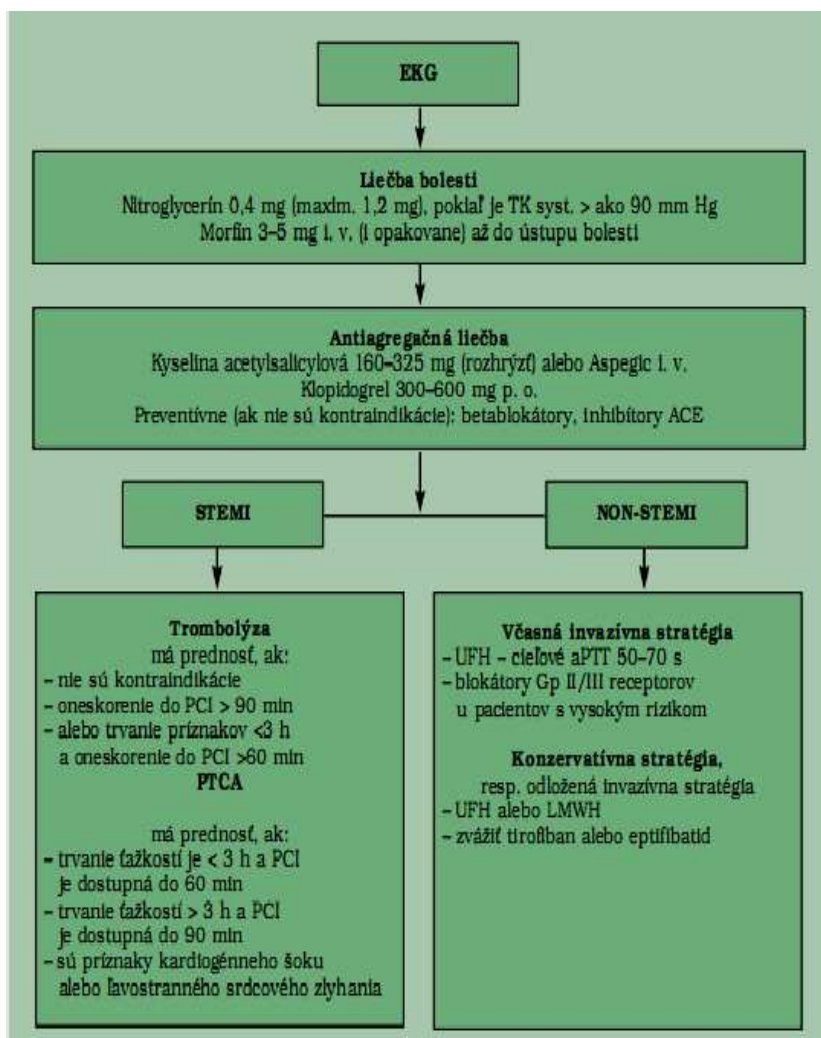 EKG
Liečba bolesti
Nitroglycerín 0,4 mg (maxim. 1,2 mg), pokiaľ je TK syst. > ako 90 mm Hg
Morfín 3–5 mg i. v. (i opakovane) až do ústupu bolesti
Antiagregačná liečba
Kyselina acetylsalicylová 160–325 mg (rozhrýzť) alebo Aspegic i. v.
Klopidogrel 300–600 mg p. o.
Preventívne (ak nie sú kontraindikácie): betablokátory, inhibítory ACE
STEMI
NON-STEMI
Trombolýza
má prednosť, ak:
– nie sú kontraindikácie
– oneskorenie do PCI > 90 min
– alebo trvanie príznakov <3 h
a oneskorenie do PCI >60 min
PTCA
má prednosť, ak:
– trvanie ťažkostí je < 3 h a PCI
je dostupná do 60 min
– trvanie ťažkostí > 3 h a PCI
je dostupná do 90 min
– sú príznaky kardiogénneho šoku
alebo ľavostranného srdcového zlyhania
Včasná invazívna stratégia
– UFH – cieľové aPTT 50–70 s
– blokátory Gp II/III receptorov
u pacientov s vysokým rizikom
Konzervatívna stratégia,
resp. odložená invazívna stratégia
– UFH alebo LMWH
– zvážiť tirofiban alebo eptifibatid